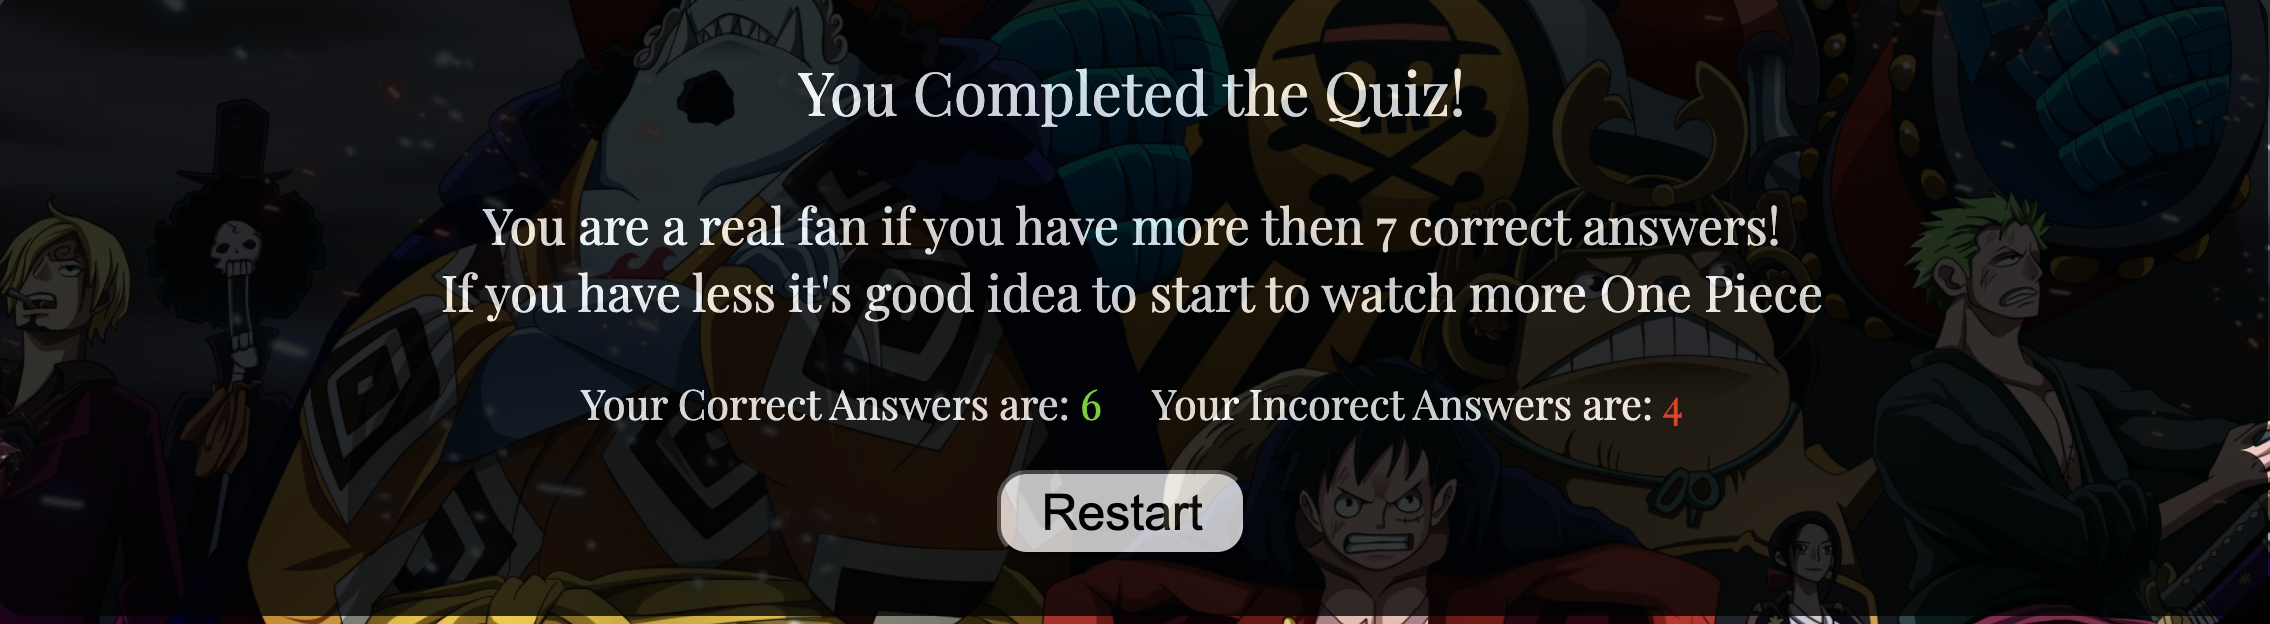 You Completed the Quiz!
You are a real fan if you have more then 7 correct answers!
If you have less it's good idea to start to watch more One Piece
Your Correct Answers are: 6 Your Incorect Answers are: 4
Restart